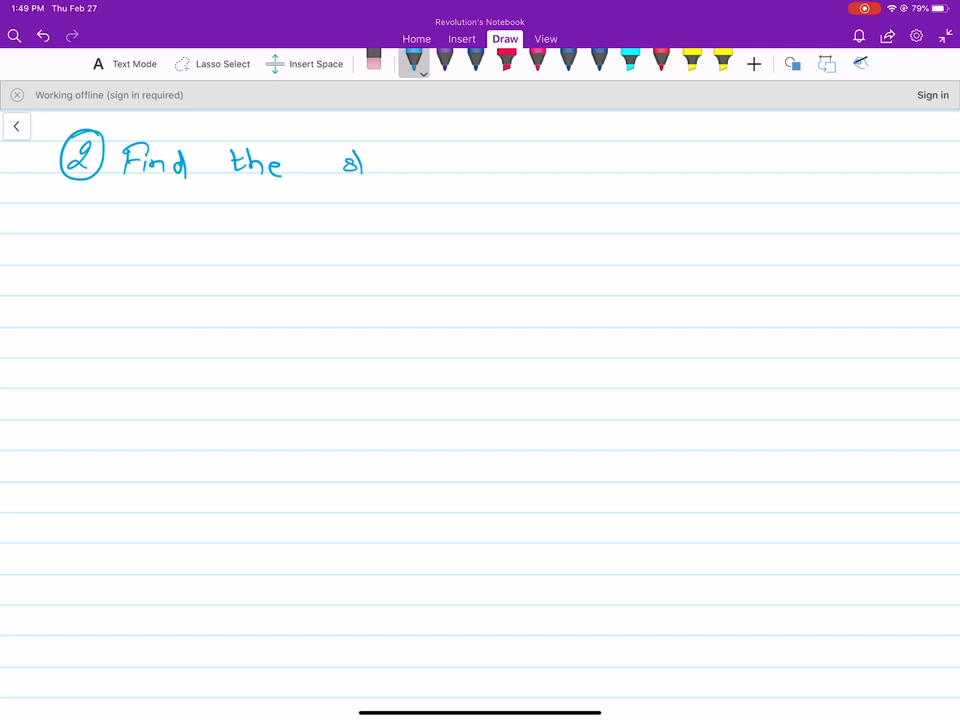 1:49 PM Thu Feb 27
79%
Revolution's Notebook
Home Insert Draw View
A Text Mode Lasso Select Insert Space
Working offline (sign in required) Sign in
2 Find the